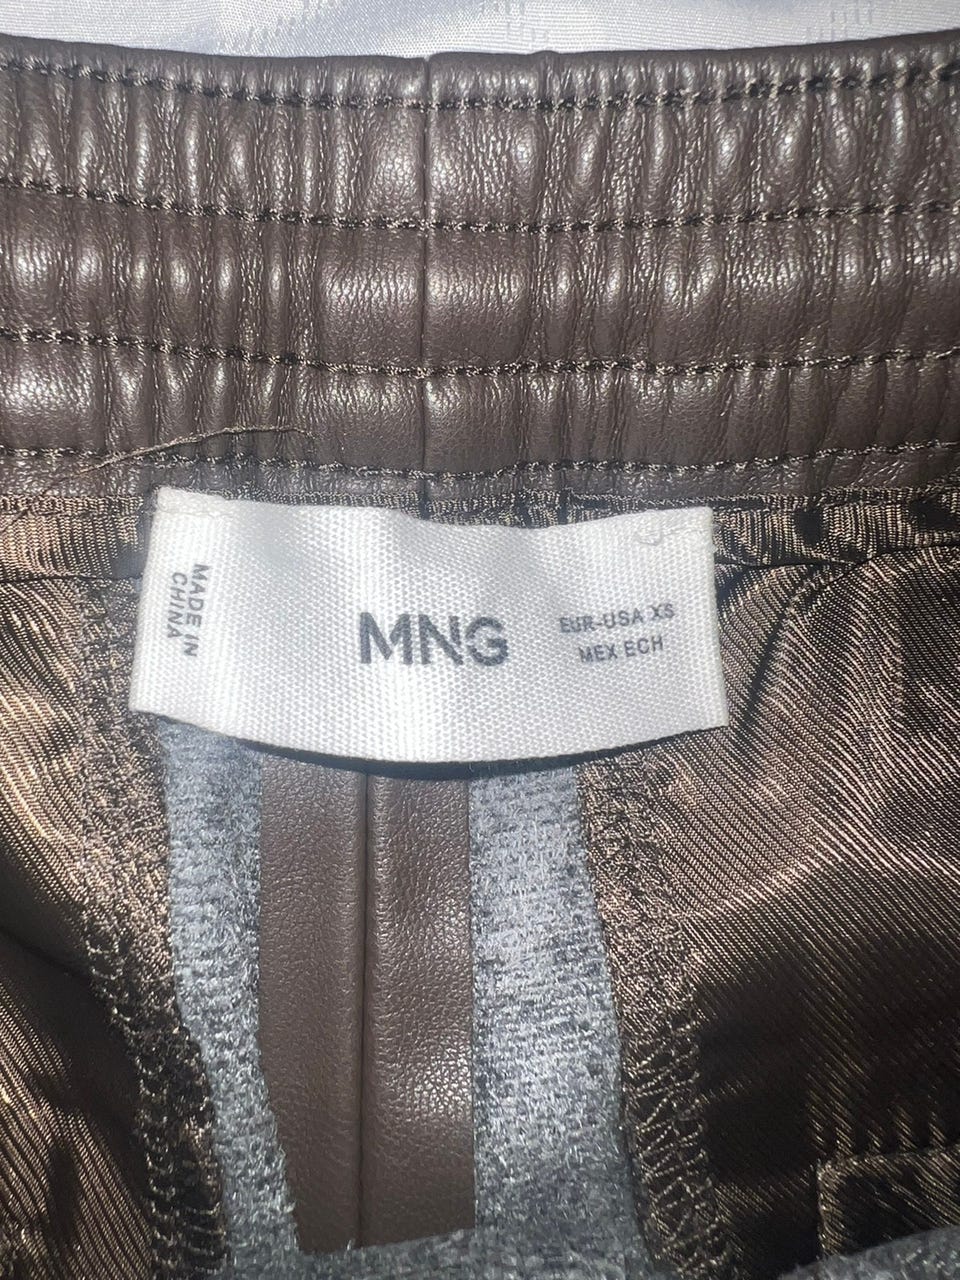 MADE IN
CHINA
MNG
EUR-USA XS
MEX ECH